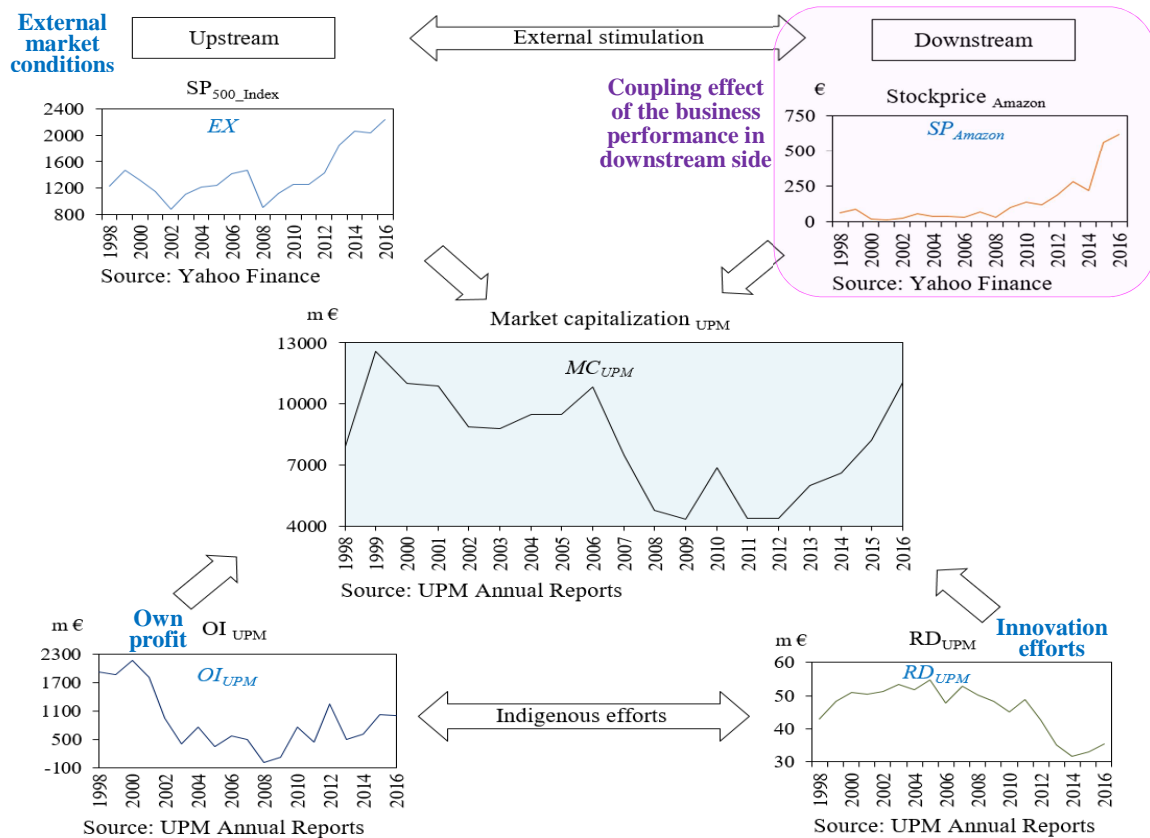 External
market
conditions
Upstream
External stimulation
Downstream
SP500_Index
2400
2000
1600
1200
800
EX
1998
2000
2002
2004
2006
2008
2010
2012
2014
2016
Source: Yahoo Finance
Coupling effect
of the business
performance in
downstream side
€
Stockprice Amazon
750
500
250
0
SPAmazon
1998
2000
2002
2004
2006
2008
2010
2012
2014
2016
Source: Yahoo Finance
m €
Market capitalization UPM
13000
10000
7000
4000
MCUPM
1998
1999
2000
2001
2002
2003
2004
2005
2006
2007
2008
2009
2010
2011
2012
2013
2014
2015
2016
Source: UPM Annual Reports
Own
profit
m €
OI UPM
2300
1700
1100
500
-100
OIUPM
1998
2000
2002
2004
2006
2008
2010
2012
2014
2016
Source: UPM Annual Reports
Indigenous efforts
Innovation
efforts
m €
RDUPM
60
50
40
30
RDUPM
1998
2000
2002
2004
2006
2008
2010
2012
2014
2016
Source: UPM Annual Reports